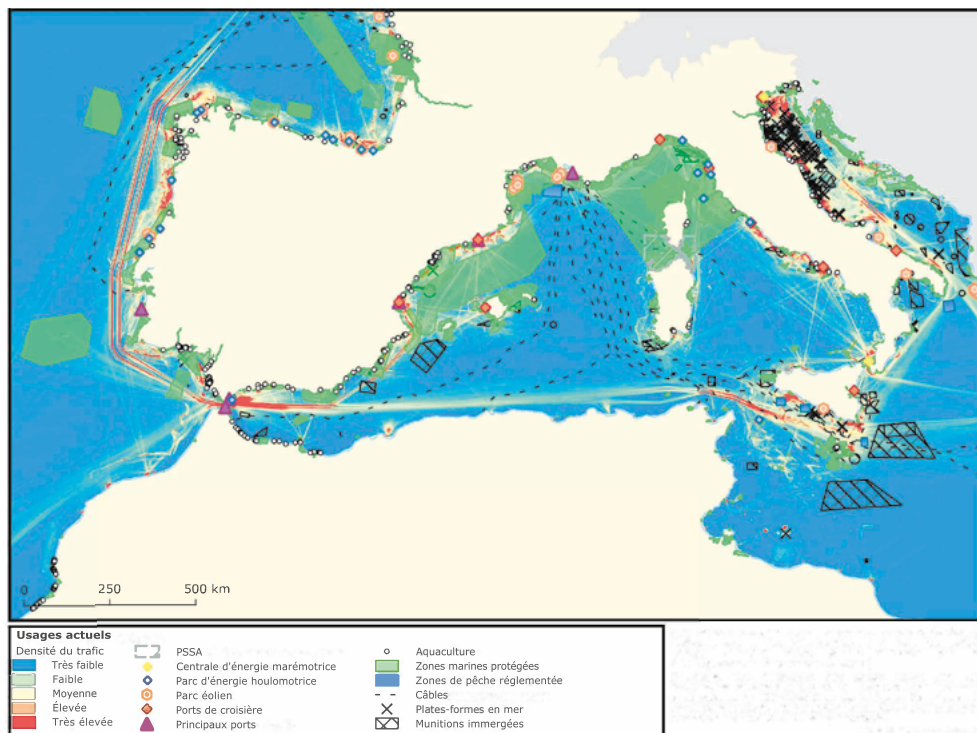 0 250 500 km
Usages actuels
Densité du trafic
Très faible
Faible
Moyenne
Élevée
Très élevée
PSSA
Centrale d'énergie marémotrice
Parc d'énergie houlomotrice
Parc éolien
Ports de croisière
Principaux ports
Aquaculture
Zones marines protégées
Zones de pêche réglementée
Câbles
Plates-formes en mer
Munitions immergées